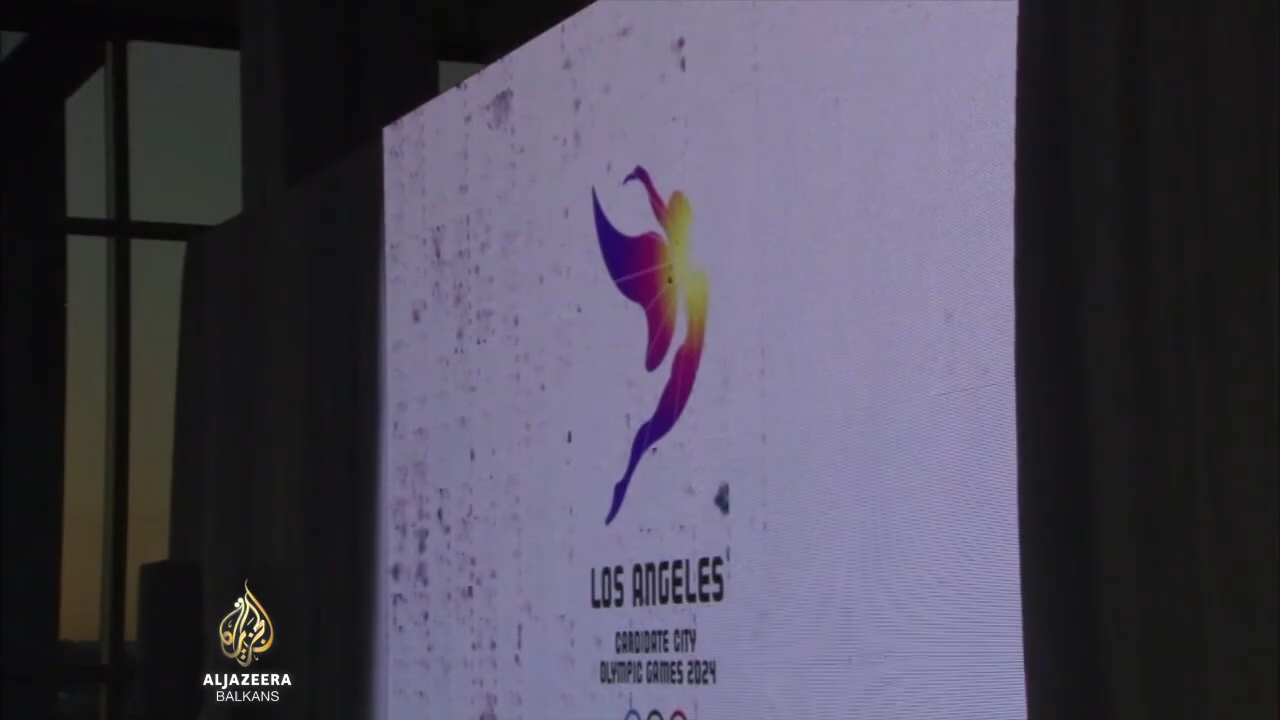 LOS ANGELES
CANDIDATE CITY
OLYMPIC GAMES 2024
ALJAZEERA
BALKANS